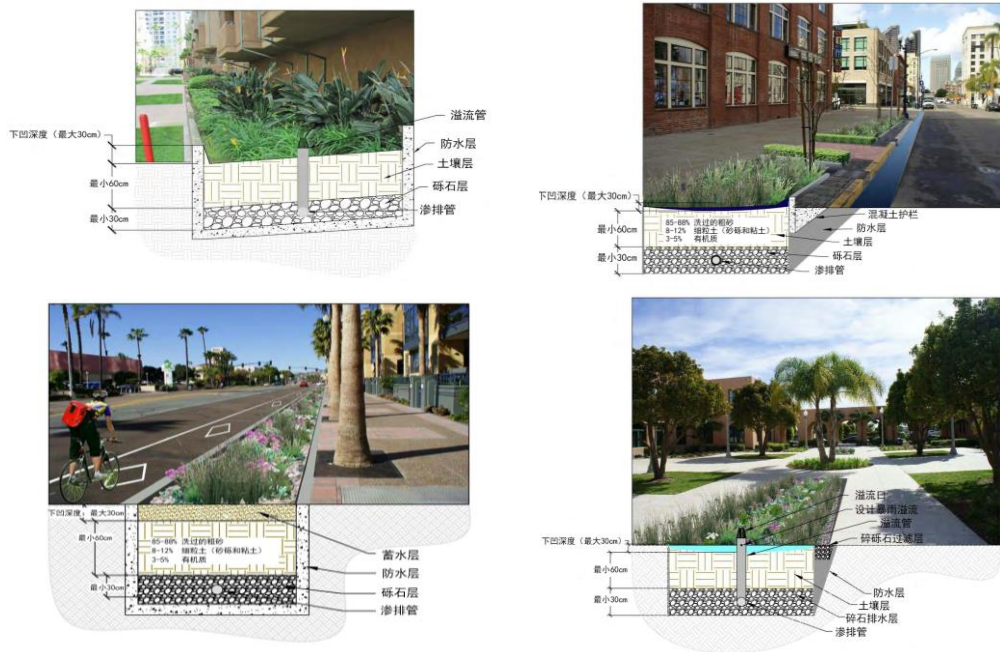 溢流管
下凹深度（最大30cm）
防水层
土壤层
最小60cm
砾石层
最小30cm
渗排管
下凹深度（最大30cm）
混凝土护栏
最小60cm
85-88% 洗过的粗砂
8-12% 细粒土（砂砾和粘土）
3-5% 有机质
防水层
土壤层
砾石层
最小30cm
渗排管
下凹深度：最大30cm
最小60cm
85-88% 洗过的粗砂
8-12% 细粒土（砂砾和粘土）
3-5% 有机质
蓄水层
防水层
最小30cm
砾石层
渗排管
溢流口
设计暴雨溢流
溢流管
下凹深度（最大30cm）
碎砾石过滤层
最小60cm
防水层
土壤层
最小30cm
碎石排水层
渗排管